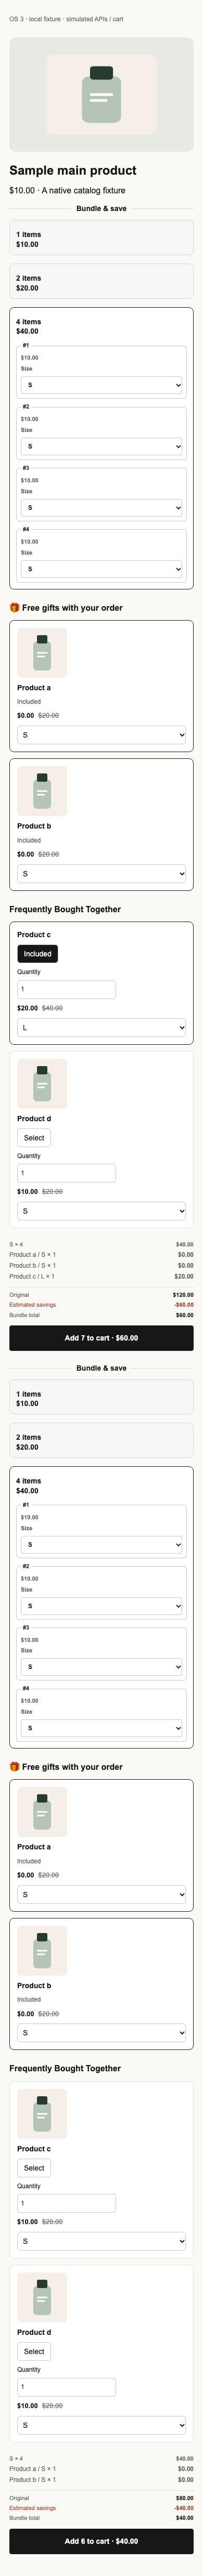 OS 3 · local fixture · simulated APIs / cart
Sample main product
$10.00 · A native catalog fixture
Bundle & save
1 items
$10.00
2 items
$20.00
4 items
$40.00
#1
$10.00
Size
S
#2
$10.00
Size
S
#3
$10.00
Size
S
#4
$10.00
Size
S
🎁 Free gifts with your order
Product a
Included
$0.00 $20.00
S
Product b
Included
$0.00 $20.00
S
Frequently Bought Together
Product c
Included
Quantity
1
$20.00 $40.00
L
Product d
Select
Quantity
1
$10.00 $20.00
S
S × 4 $40.00
Product a / S × 1 $0.00
Product b / S × 1 $0.00
Product c / L × 1 $20.00
Original $120.00
Estimated savings -$60.00
Bundle total $60.00
Add 7 to cart · $60.00
Bundle & save
1 items
$10.00
2 items
$20.00
4 items
$40.00
#1
$10.00
Size
S
#2
$10.00
Size
S
#3
$10.00
Size
S
#4
$10.00
Size
S
🎁 Free gifts with your order
Product a
Included
$0.00 $20.00
S
Product b
Included
$0.00 $20.00
S
Frequently Bought Together
Product c
Select
Quantity
1
$10.00 $20.00
S
Product d
Select
Quantity
1
$10.00 $20.00
S
S × 4 $40.00
Product a / S × 1 $0.00
Product b / S × 1 $0.00
Original $80.00
Estimated savings -$40.00
Bundle total $40.00
Add 6 to cart · $40.00